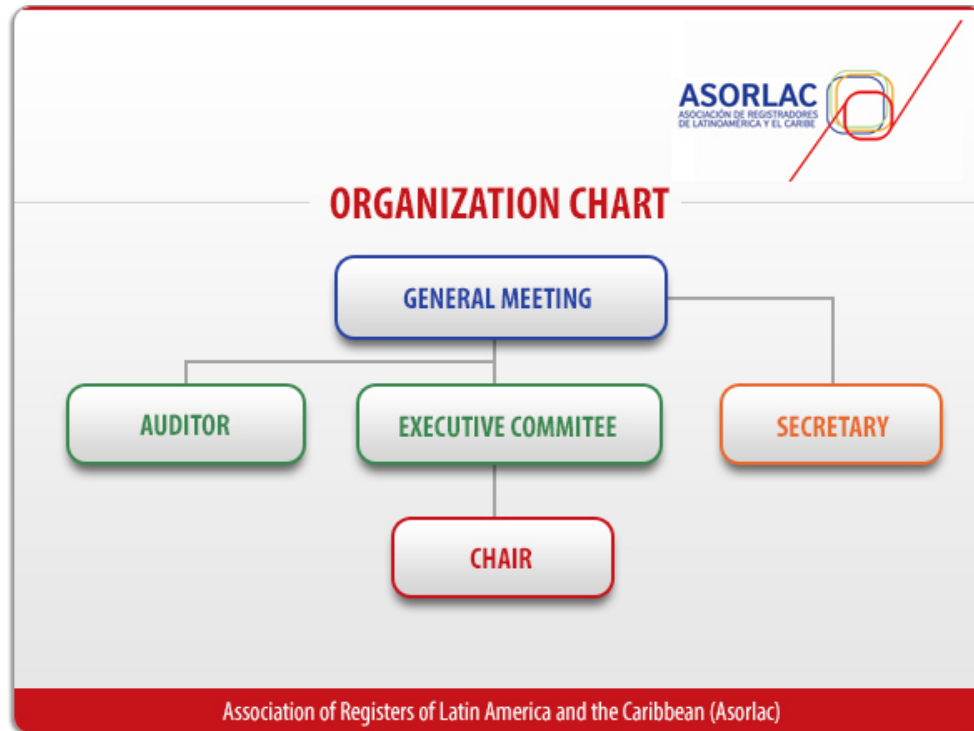 ASORLAC
ASOCIACIÓN DE REGISTRADORES
DE LATINOAMÉRICA Y EL CARIBE
ORGANIZATION CHART
GENERAL MEETING
AUDITOR
EXECUTIVE COMMITEE
SECRETARY
CHAIR
Association of Registers of Latin America and the Caribbean (Asorlac)